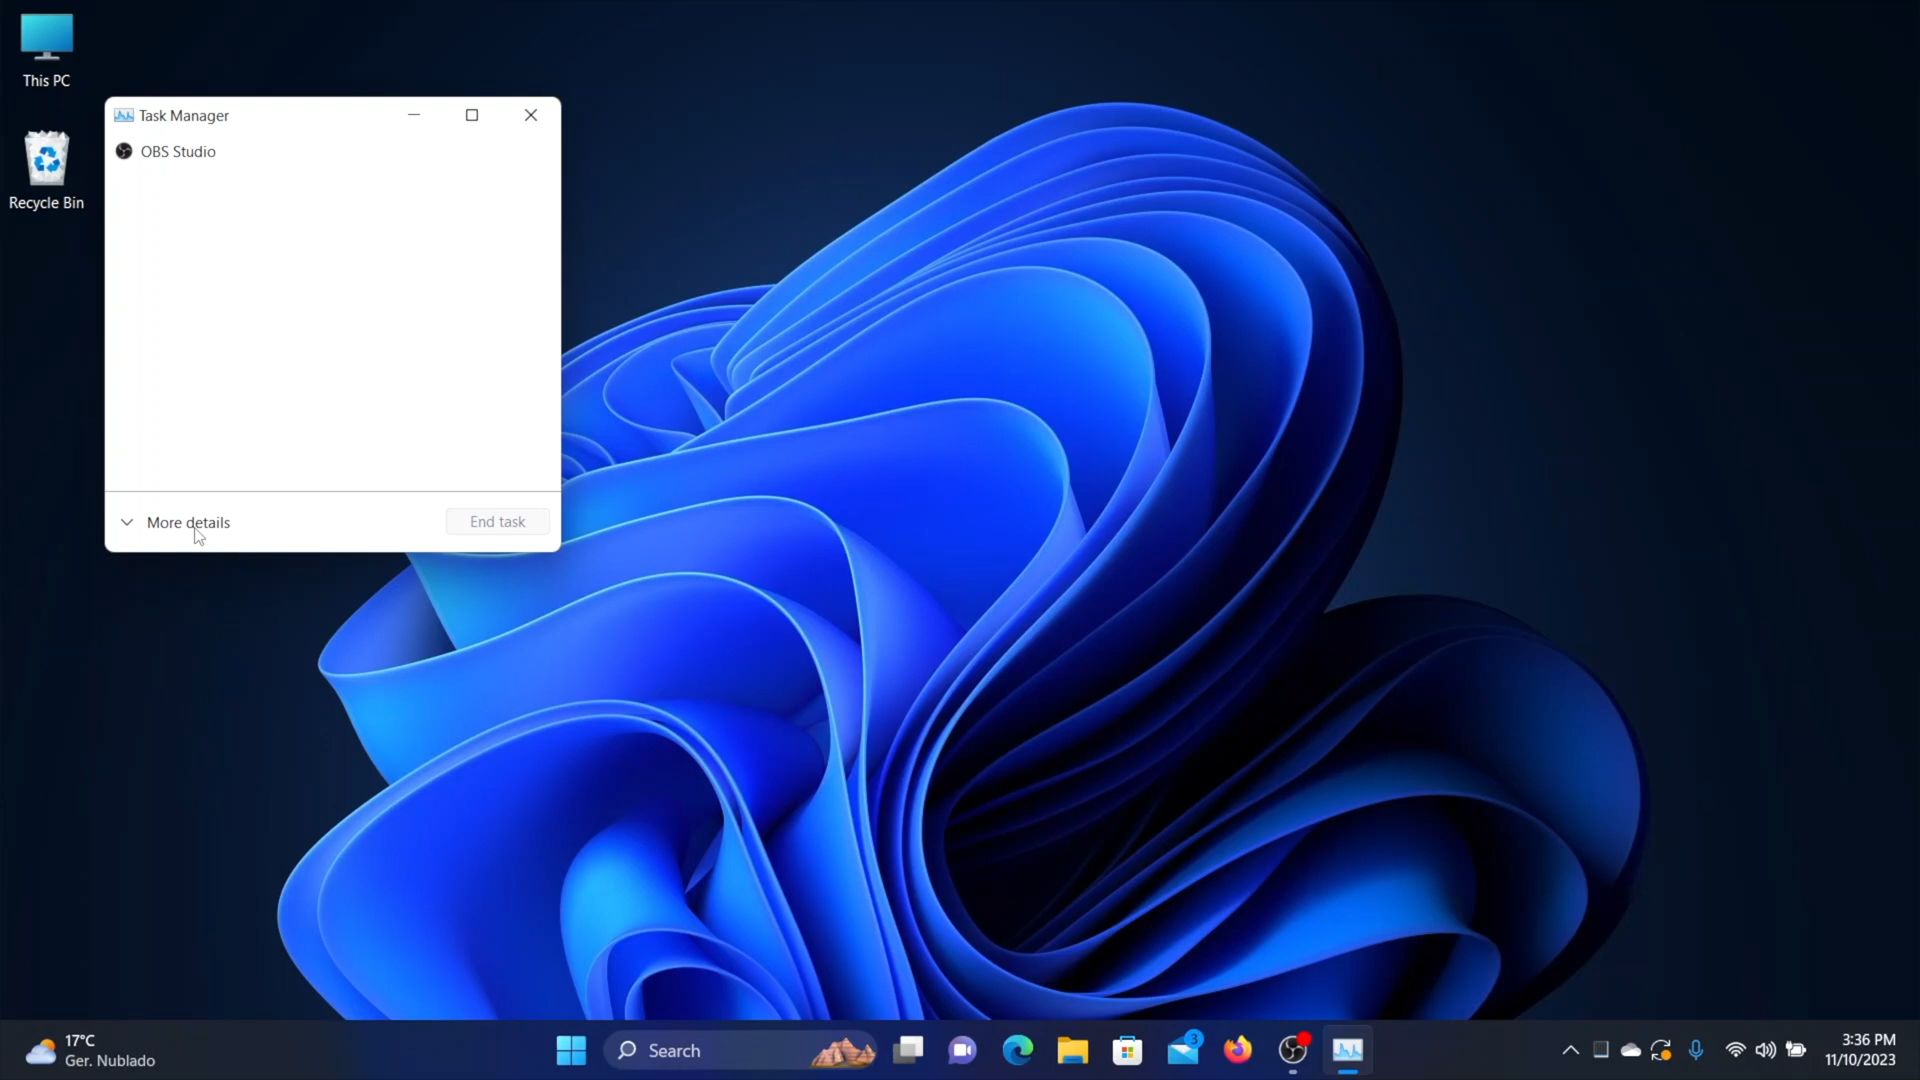 This PC
Recycle Bin
Task Manager
OBS Studio
More details
End task
17°C
Ger. Nublado
Search
3
3:36 PM
11/10/2023